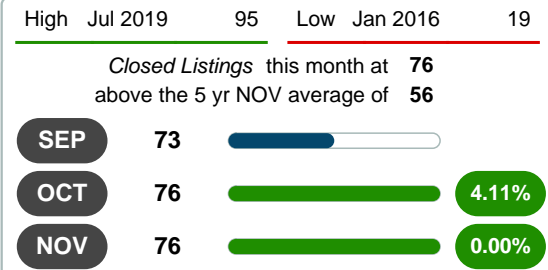 High Jul 2019 95 Low Jan 2016 19
Closed Listings this month at 76
above the 5 yr NOV average of 56
SEP 73
OCT 76 4.11%
NOV 76 0.00%